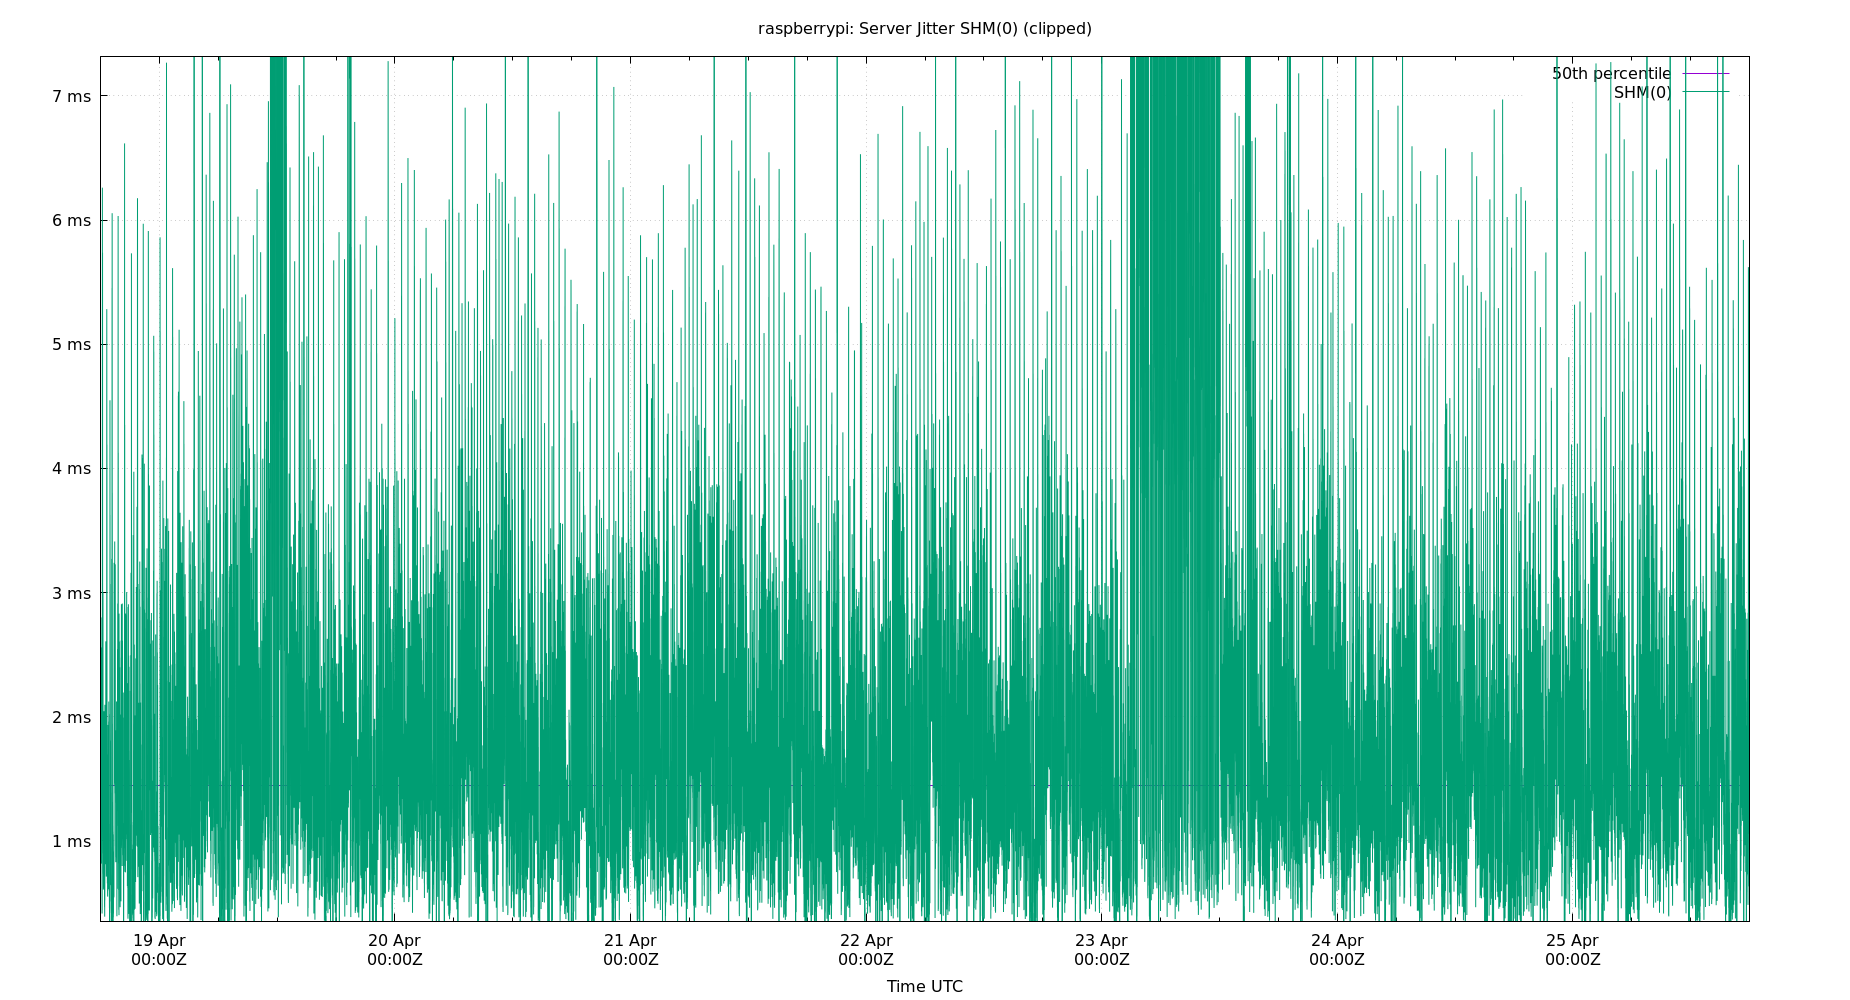 raspberrypi: Server Jitter SHM(0) (clipped)
50th percentile
SHM(0)
7 ms
6 ms
5 ms
4 ms
3 ms
2 ms
1 ms
19 Apr 20 Apr 21 Apr 22 Apr 23 Apr 24 Apr 25 Apr
00:00Z 00:00Z 00:00Z 00:00Z 00:00Z 00:00Z 00:00Z
Time UTC